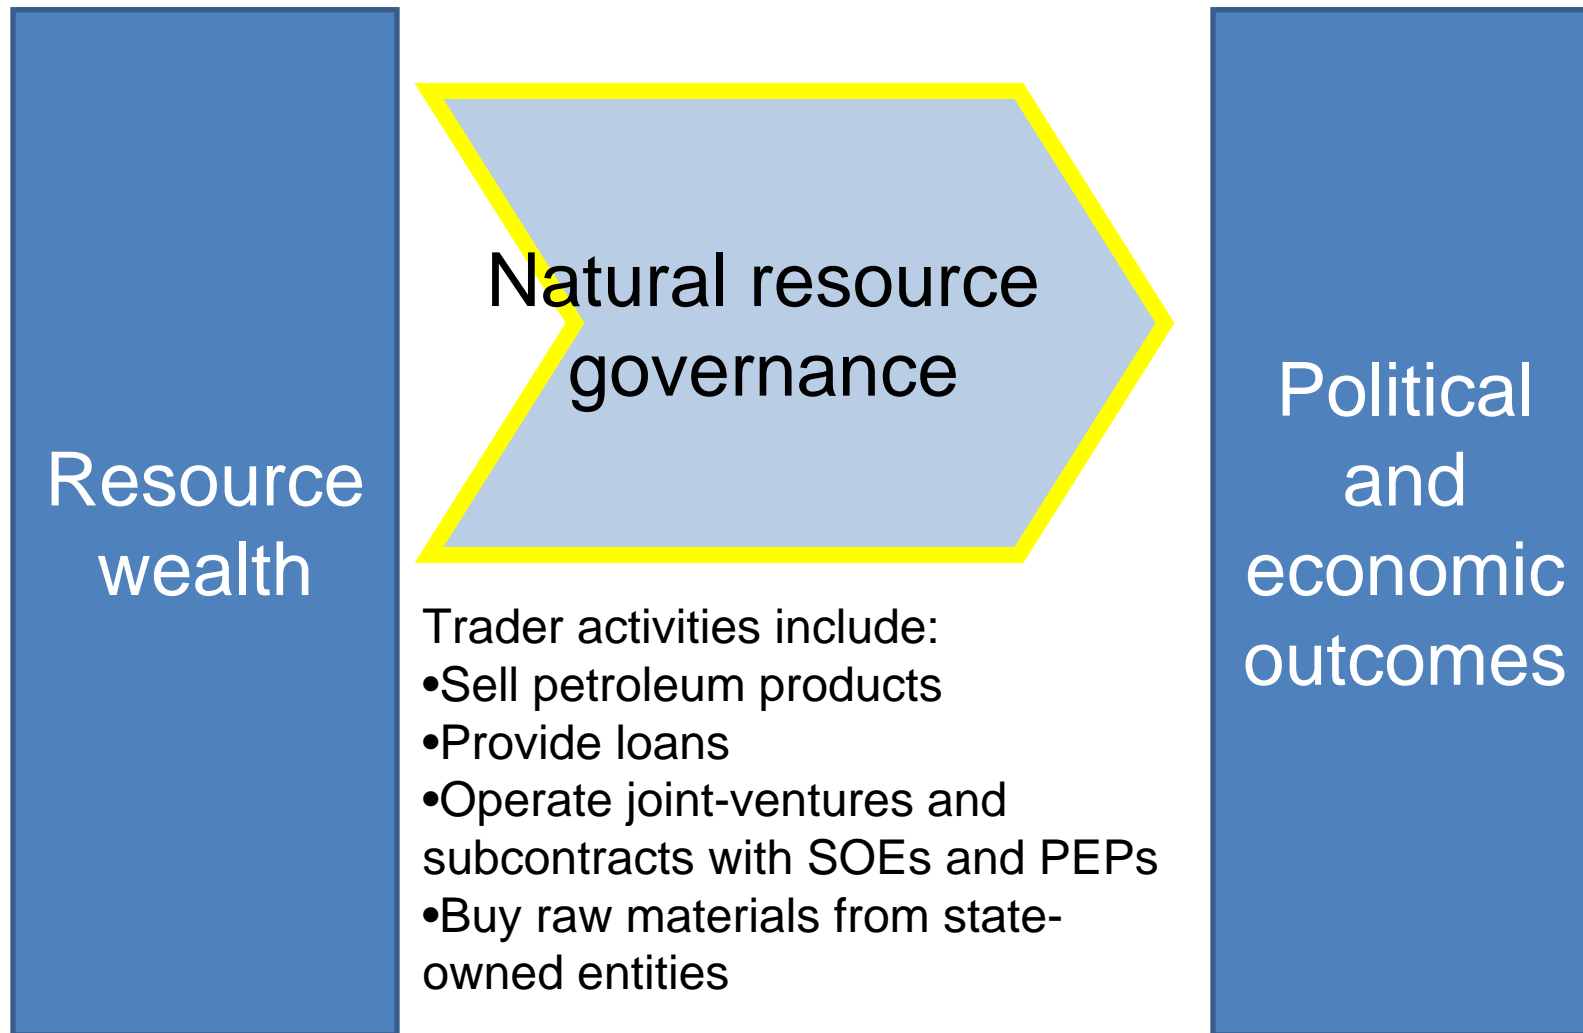 Resource
wealth
Natural resource
governance
Trader activities include:
•Sell petroleum products
•Provide loans
•Operate joint-ventures and
subcontracts with SOEs and PEPs
•Buy raw materials from state-
owned entities
Political
and
economic
outcomes